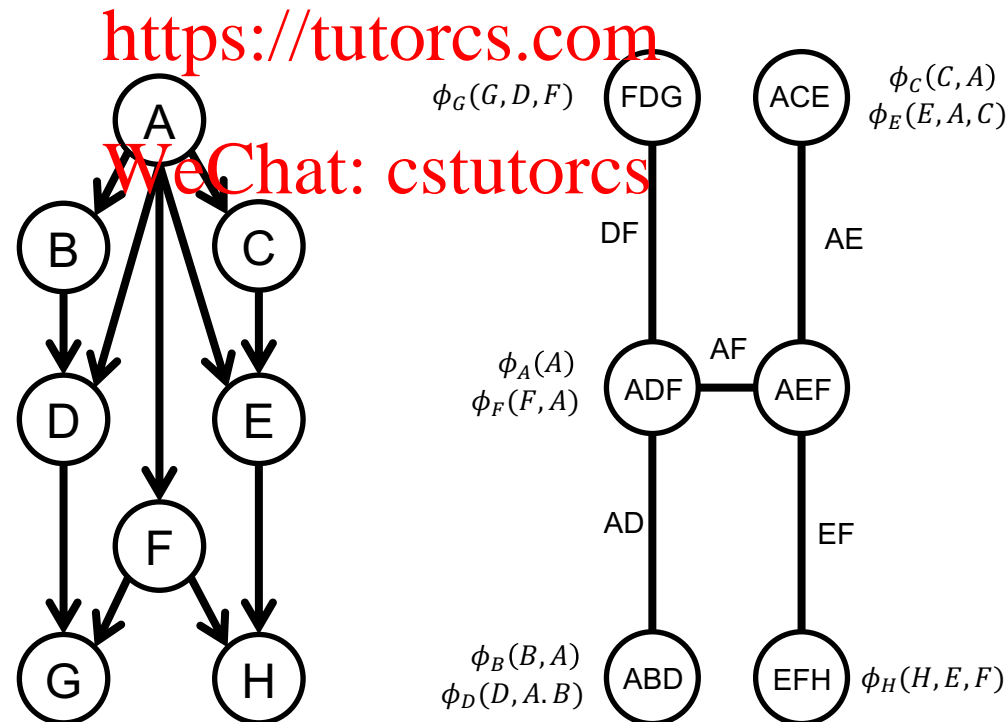 https://tutorcs.com
WeChat: cstutorcs
A
B
C
D
E
F
G
H
ϕ_G(G, D, F)
FDG
ACE
ϕ_C(C, A)
ϕ_E(E, A, C)
DF
AE
ϕ_A(A)
ϕ_F(F, A)
ADF
AF
AEF
AD
EF
ϕ_B(B, A)
ϕ_D(D, A. B)
ABD
EFH
ϕ_H(H, E, F)